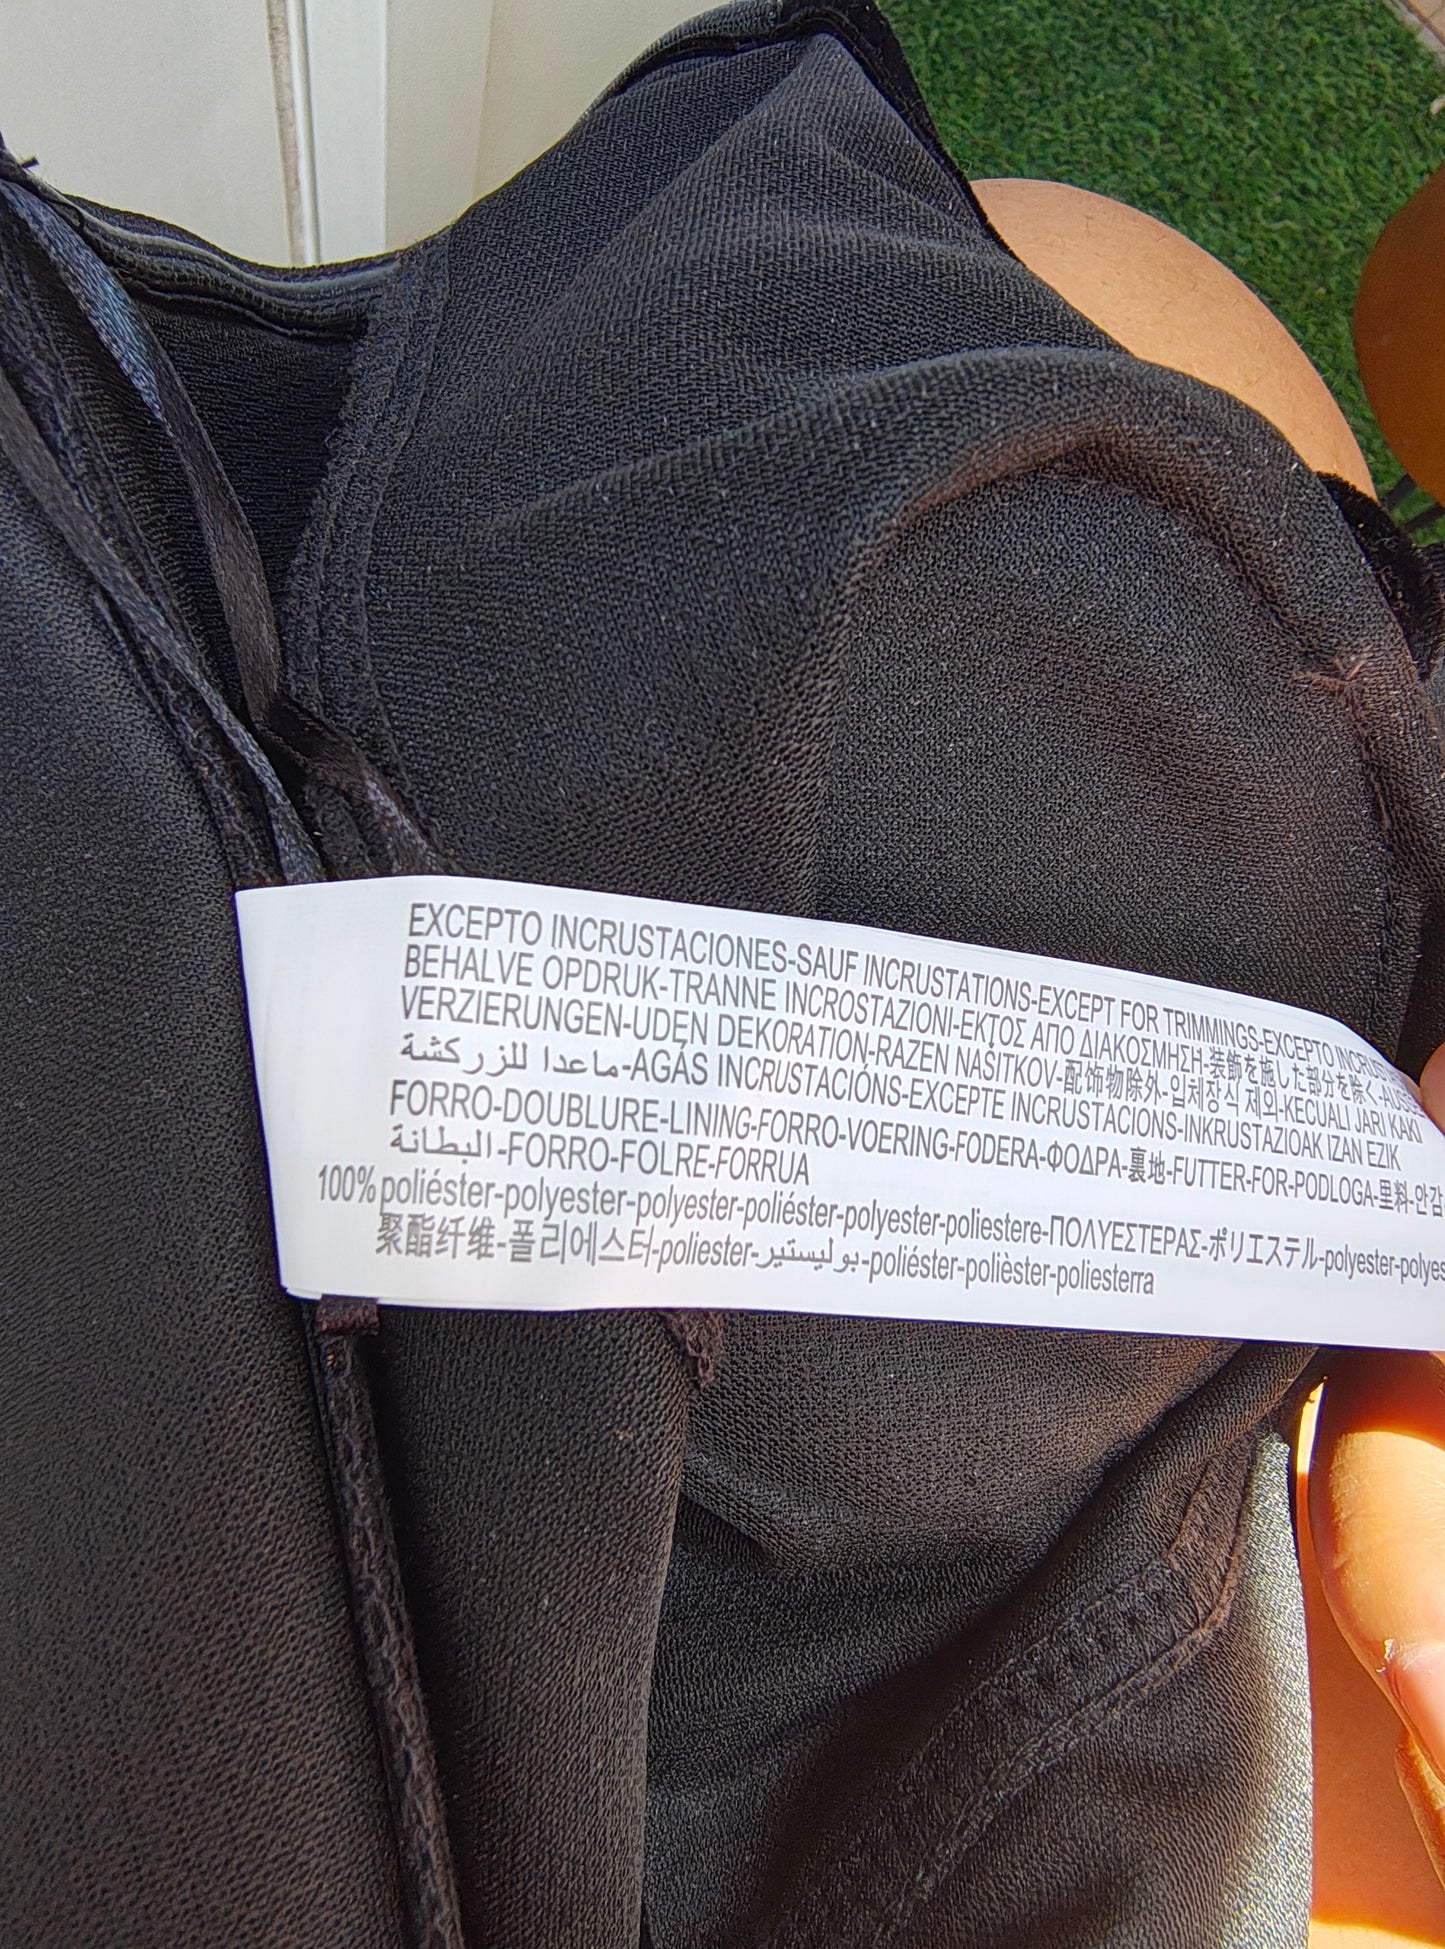 EXCEPTO INCRUSTACIONES-SAUF INCRUSTATIONS-EXCEPT FOR TRIMMINGS-EXCEPTO
BEHALVE OPDRUK-TRANNE INCROSTAZIONI-ΕΚΤΟΣ ΑΠΟ ΔΙΑΚΟΣΜΗΣΗ-装飾を施した部分を除く-
VERZIERUNGEN-UDEN DEKORATION-RAZEN NAŠITKOV-配饰物除外-입체장식 제외-KECUALI JARI KAKI
ماعدا للزركشة-AGÁS INCRUSTACIÓNS-EXCEPTE INCRUSTACIONS-INKRUSTAZIOAK IZAN EZIK
FORRO-DOUBLURE-LINING-FORRO-VOERING-FODERA-ΦΟΔΡΑ-裏地-FUTTER-FOR-PODLOGA-里料-안감
البطانة-FORRO-FOLRE-FORRUA
100% poliéster-polyester-polyester-poliéster-polyester-poliestere-ΠΟΛΥΕΣΤΕΡΑΣ-ポリエステル-polyester-
聚酯纤维-폴리에스터-poliester-بوليستير-poliéster-polièster-poliesterra